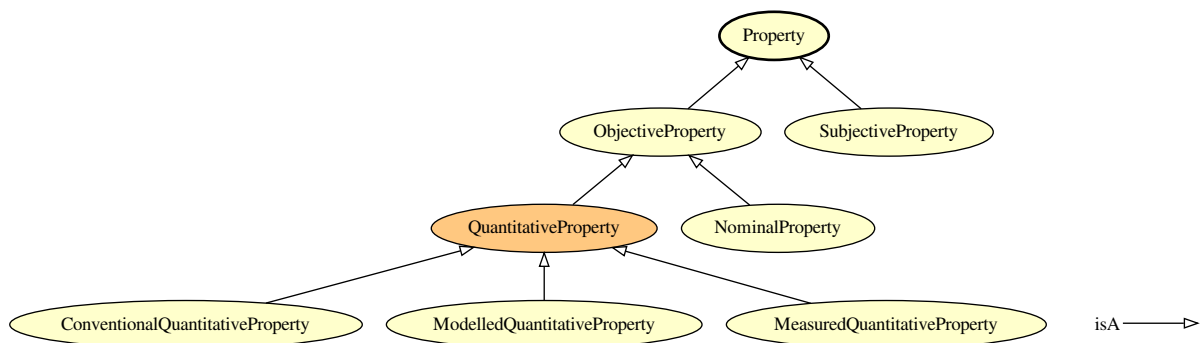 Property
ObjectiveProperty
SubjectiveProperty
QuantitativeProperty
NominalProperty
ConventionalQuantitativeProperty
ModelledQuantitativeProperty
MeasuredQuantitativeProperty
isA